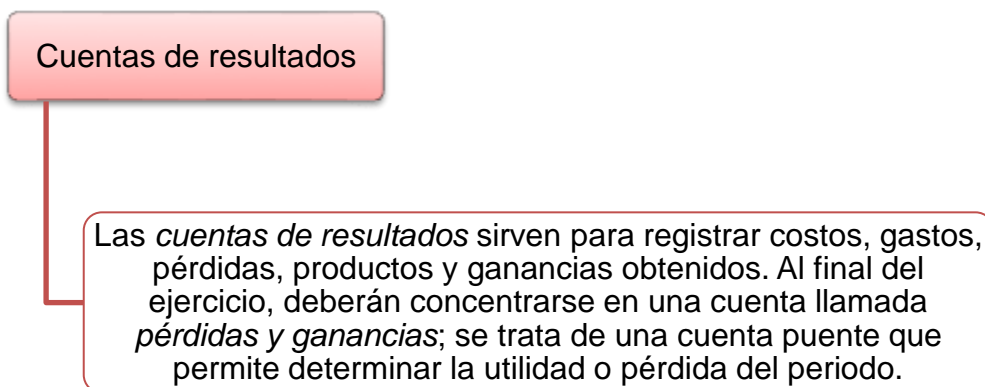 Cuentas de resultados
Las cuentas de resultados sirven para registrar costos, gastos,
pérdidas, productos y ganancias obtenidos. Al final del
ejercicio, deberán concentrarse en una cuenta llamada
pérdidas y ganancias; se trata de una cuenta puente que
permite determinar la utilidad o pérdida del periodo.